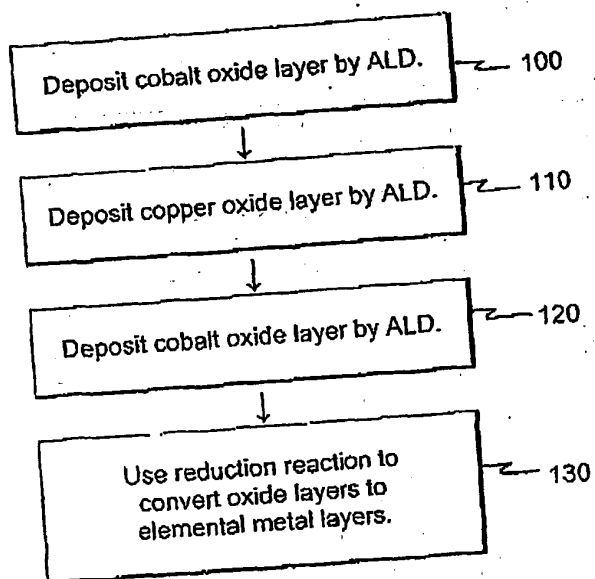 Deposit cobalt oxide layer by ALD.
100
Deposit copper oxide layer by ALD.
110
Deposit cobalt oxide layer by ALD.
120
Use reduction reaction to
convert oxide layers to
elemental metal layers.
130